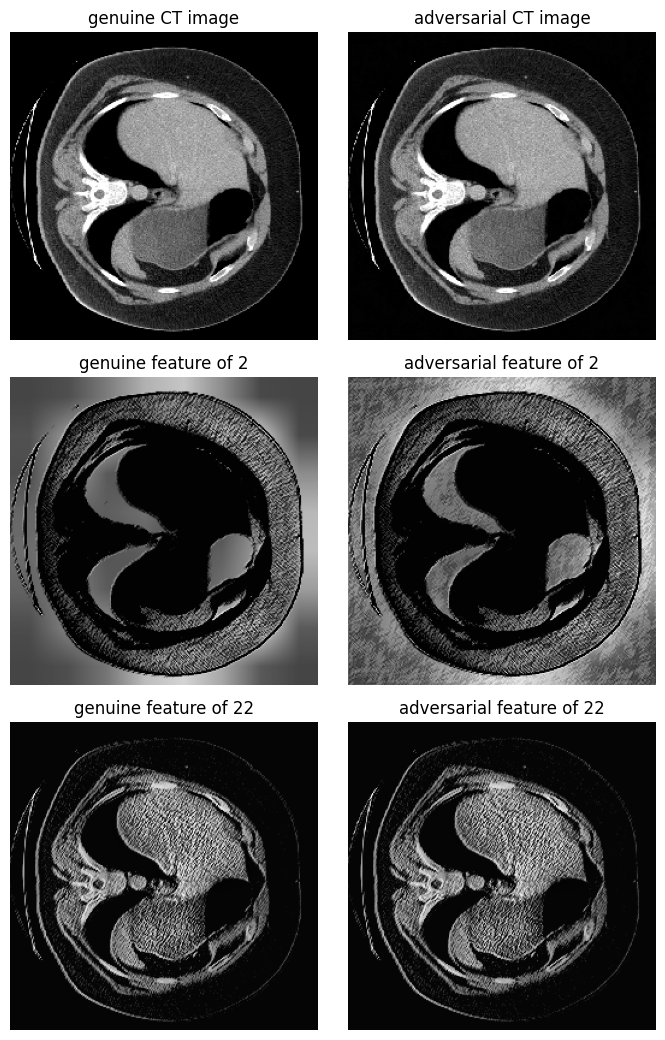 genuine CT image
adversarial CT image
genuine feature of 2
adversarial feature of 2
genuine feature of 22
adversarial feature of 22